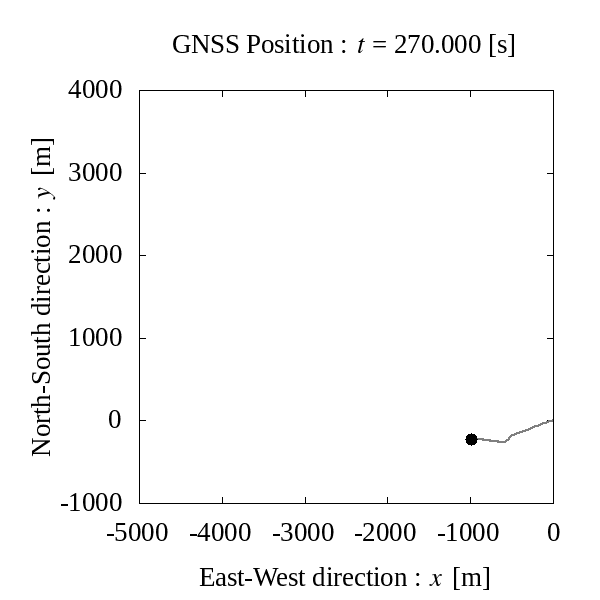 GNSS Position : t = 270.000 [s]
4000
3000
2000
1000
0
-1000
North-South direction : y [m]
-5000 -4000 -3000 -2000 -1000 0
East-West direction : x [m]